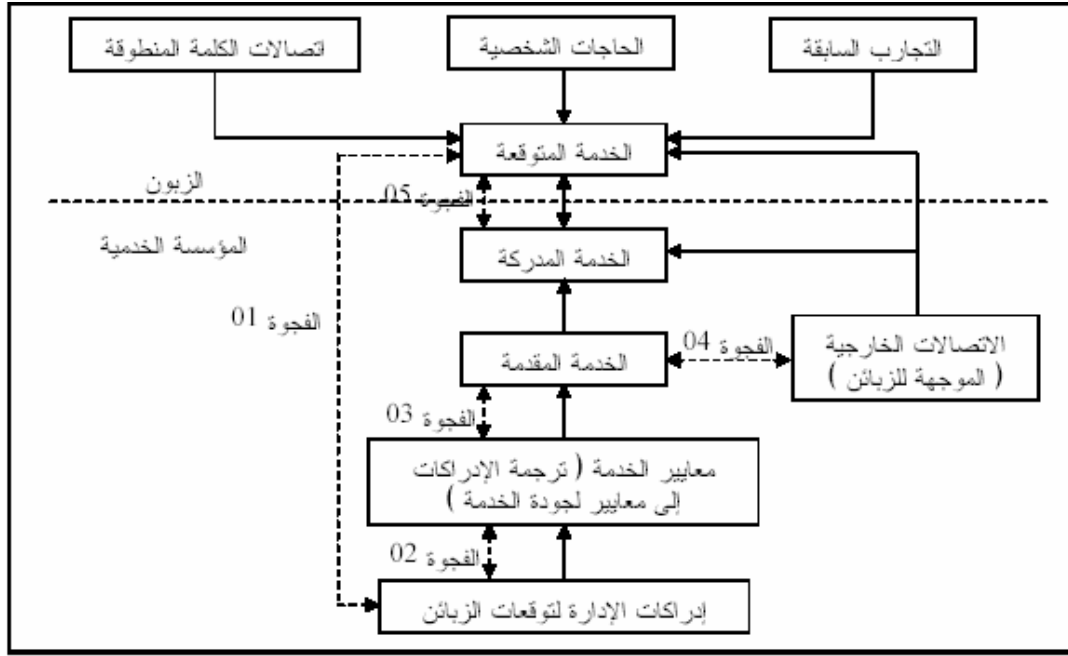 التجارب السابقة
الحاجات الشخصية
اتصالات الكلمة المنطوقة
الخدمة المتوقعة
الزبون
الفجوة 05
المؤسسة الخدمية
الخدمة المدركة
الفجوة 01
الاتصالات الخارجية
( الموجهة للزبائن )
الفجوة 04
الخدمة المقدمة
الفجوة 03
معايير الخدمة ( ترجمة الإدراكات
إلى معايير لجودة الخدمة )
الفجوة 02
إدراكات الإدارة لتوقعات الزبائن